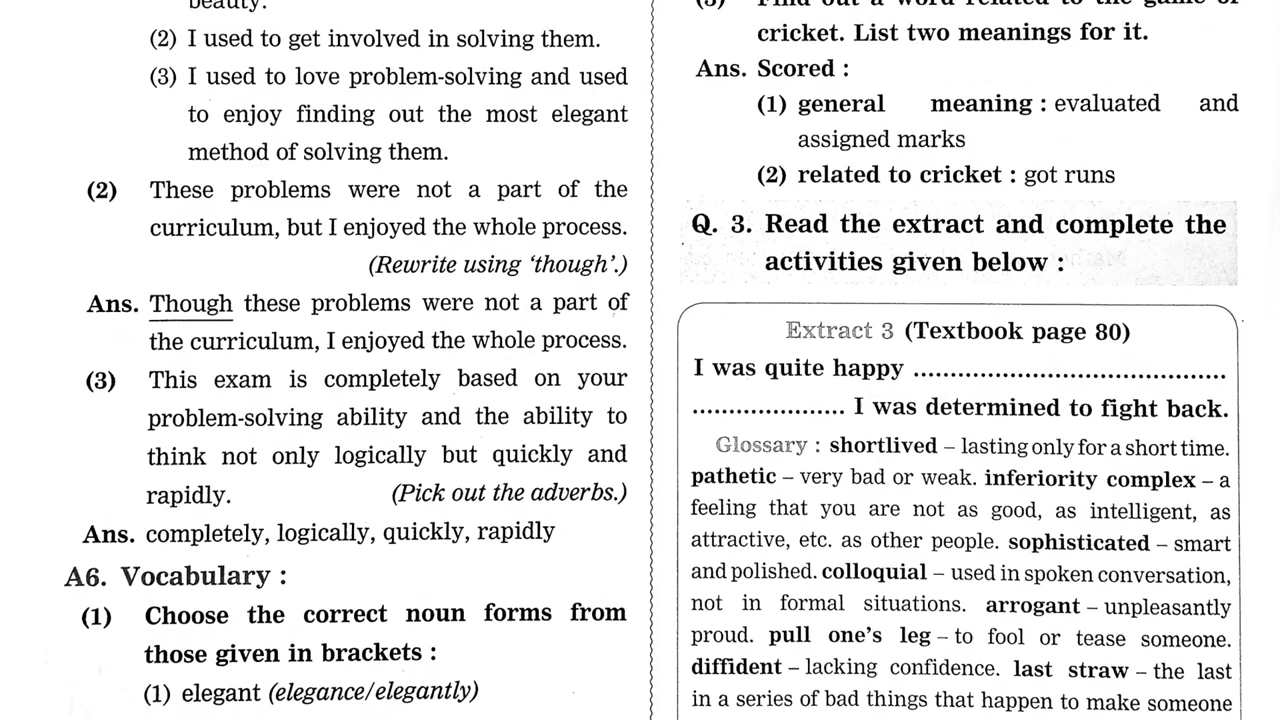 beauty.
(2) I used to get involved in solving them.
(3) I used to love problem-solving and used
to enjoy finding out the most elegant
method of solving them.
(2) These problems were not a part of the
curriculum, but I enjoyed the whole process.
(Rewrite using ‘though’.)
Ans. Though these problems were not a part of
the curriculum, I enjoyed the whole process.
(3) This exam is completely based on your
problem-solving ability and the ability to
think not only logically but quickly and
rapidly. (Pick out the adverbs.)
Ans. completely, logically, quickly, rapidly
A6. Vocabulary :
(1) Choose the correct noun forms from
those given in brackets :
(1) elegant (elegance/elegantly)
(3) Find out a word related to the game of
cricket. List two meanings for it.
Ans. Scored :
(1) general meaning : evaluated and
assigned marks
(2) related to cricket : got runs
Q. 3. Read the extract and complete the
activities given below :
Extract 3 (Textbook page 80)
I was quite happy ..........................................
..................... I was determined to fight back.
Glossary : shortlived – lasting only for a short time.
pathetic – very bad or weak. inferiority complex – a
feeling that you are not as good, as intelligent, as
attractive, etc. as other people. sophisticated – smart
and polished. colloquial – used in spoken conversation,
not in formal situations. arrogant – unpleasantly
proud. pull one’s leg – to fool or tease someone.
diffident – lacking confidence. last straw – the last
in a series of bad things that happen to make someone